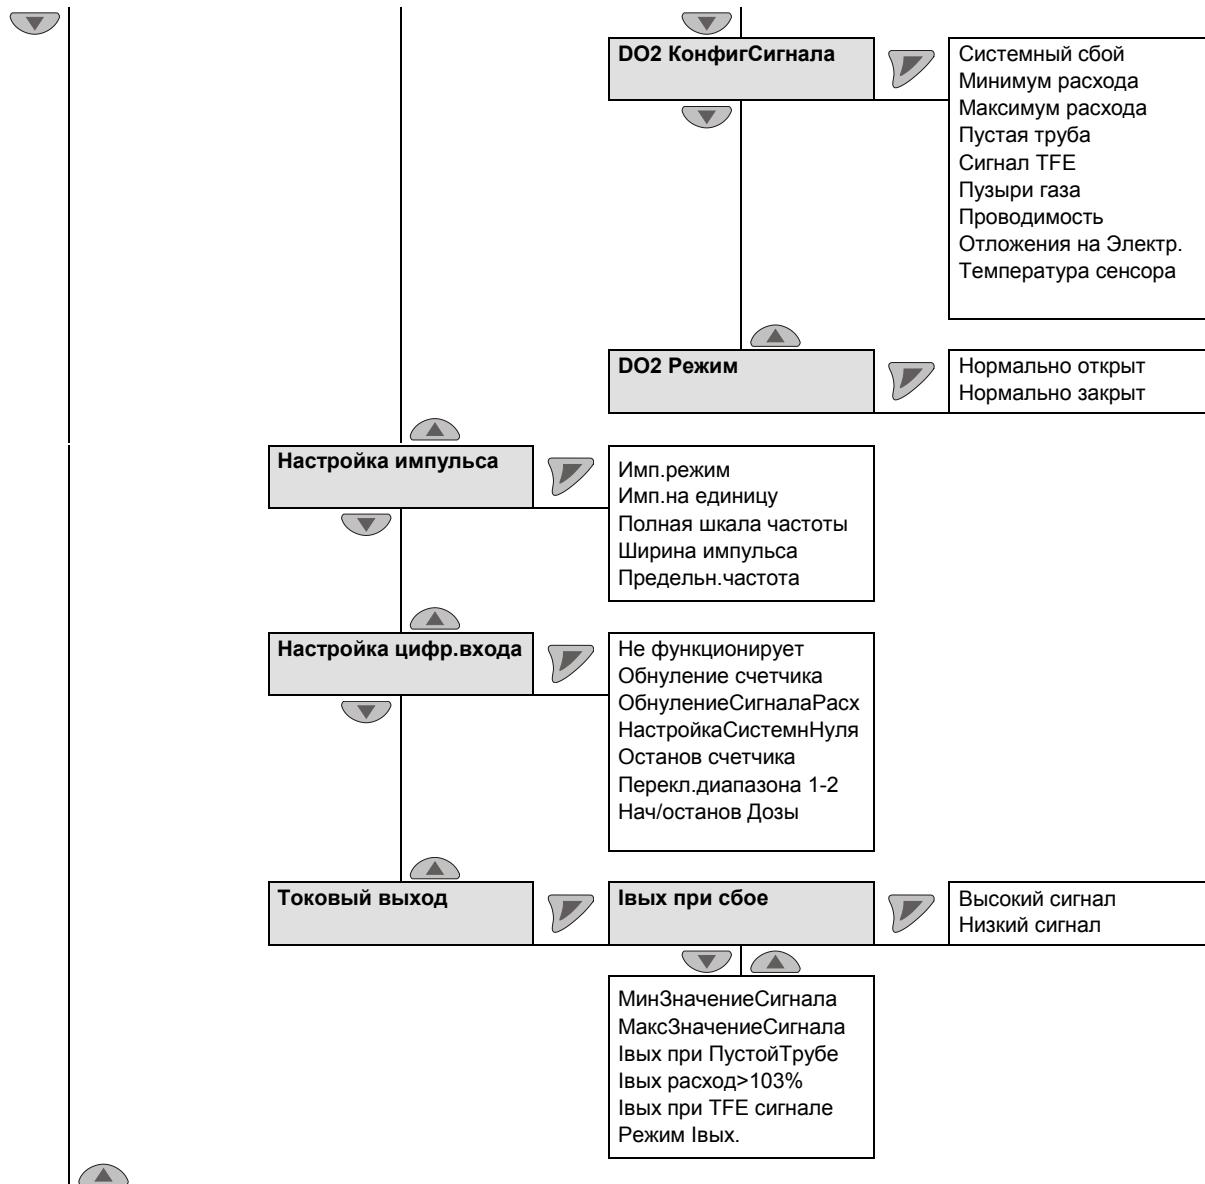 DO2 КонфигСигнала
Системный сбой
Минимум расхода
Максимум расхода
Пустая труба
Сигнал TFE
Пузыри газа
Проводимость
Отложения на Электр.
Температура сенсора
DO2 Режим
Нормально открыт
Нормально закрыт
Настройка импульса
Имп.режим
Имп.на единицу
Полная шкала частоты
Ширина импульса
Предельн.частота
Настройка цифр.входа
Не функционирует
Обнуление счетчика
ОбнулениеСигналаРасх
НастройкаСистемнНуля
Останов счетчика
Перекл.диапазона 1-2
Нач/останов Дозы
Токовый выход
Iвых при сбое
Высокий сигнал
Низкий сигнал
МинЗначениеСигнала
МаксЗначениеСигнала
Iвых при ПустойТрубе
Iвых расход>103%
Iвых при TFE сигнале
Режим Iвых.